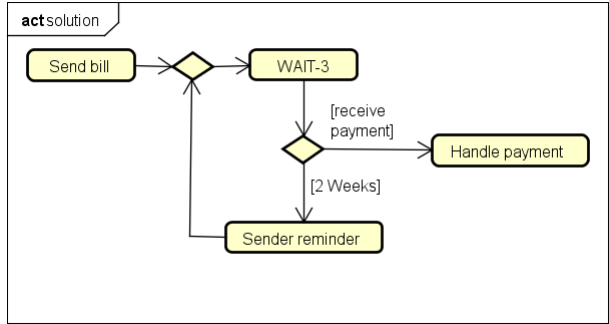 act solution
Send bill
WAIT-3
[receive
payment]
Handle payment
[2 Weeks]
Sender reminder